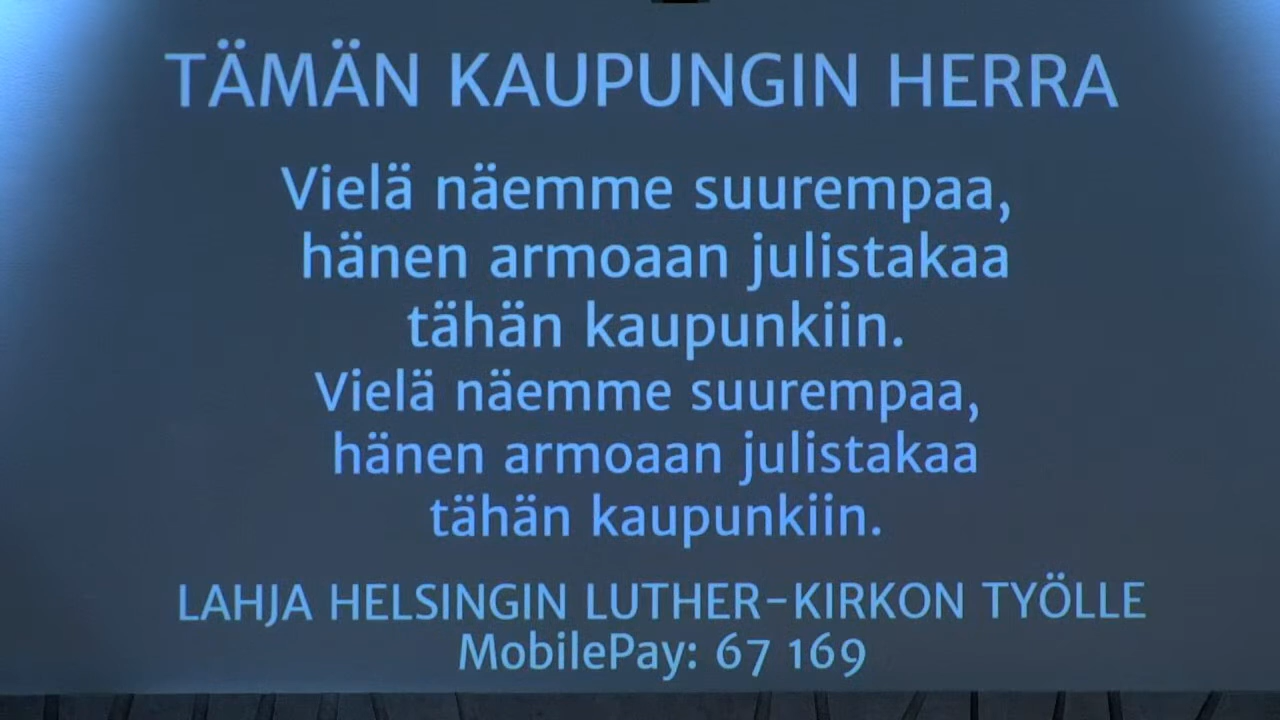 TÄMÄN KAUPUNGIN HERRA
Vielä näemme suurempaa,
hänen armoaan julistakaa
tähän kaupunkiin.
Vielä näemme suurempaa,
hänen armoaan julistakaa
tähän kaupunkiin.
LAHJA HELSINGIN LUTHER-KIRKON TYÖLLE
MobilePay: 67 169